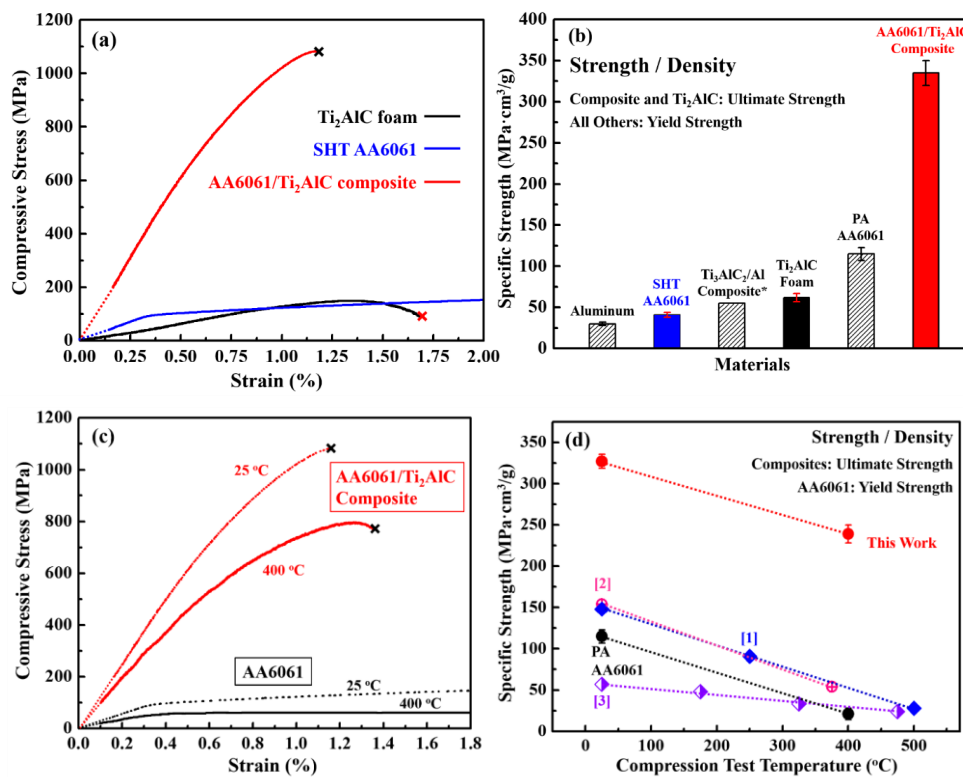 (a)
Compressive Stress (MPa)
1200
1000
800
600
400
200
0
Ti₂AlC foam
SHT AA6061
AA6061/Ti₂AlC composite
0.00 0.25 0.50 0.75 1.00 1.25 1.50 1.75 2.00
Strain (%)
(b)
Strength / Density
Composite and Ti₂AlC: Ultimate Strength
All Others: Yield Strength
Specific Strength (MPa·cm³/g)
400
350
300
250
200
150
100
50
0
Aluminum
SHT
AA6061
Ti₃AlC₂/Al
Composite*
Ti₂AlC
Foam
PA
AA6061
AA6061/Ti₂AlC
Composite
Materials
(c)
Compressive Stress (MPa)
1200
1000
800
600
400
200
0
25 °C
AA6061/Ti₂AlC
Composite
400 °C
AA6061
25 °C
400 °C
0.0 0.2 0.4 0.6 0.8 1.0 1.2 1.4 1.6 1.8
Strain (%)
(d)
Strength / Density
Composites: Ultimate Strength
AA6061: Yield Strength
Specific Strength (MPa·cm³/g)
350
300
250
200
150
100
50
0
This Work
[2]
[1]
PA
AA6061
[3]
0 100 200 300 400 500
Compression Test Temperature (°C)